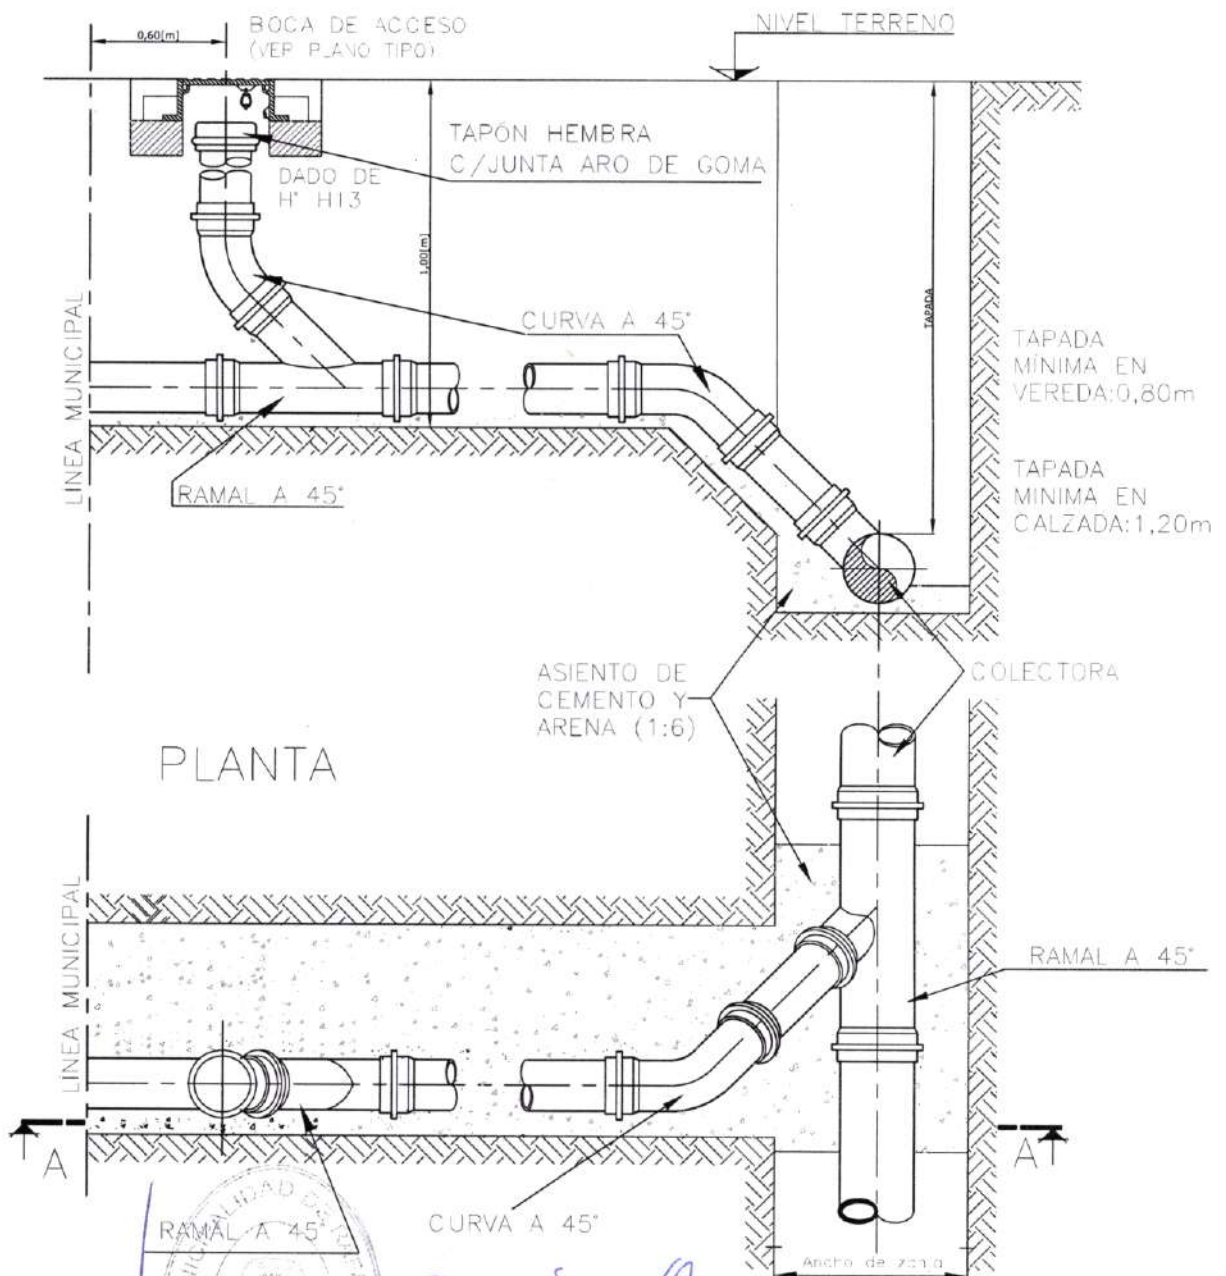 0,60[m]
BOCA DE ACCESO
(VER PLANO TIPO)
NIVEL TERRENO
TAPÓN HEMBRA
C/JUNTA ARO DE GOMA
DADO DE
H° H13
1,00[m]
TAPADA
CURVA A 45°
LINEA MUNICIPAL
RAMAL A 45°
TAPADA
MÍNIMA EN
VEREDA:0,80m
TAPADA
MINIMA EN
CALZADA:1,20m
ASIENTO DE
CEMENTO Y
ARENA (1:6)
COLECTORA
PLANTA
LINEA MUNICIPAL
RAMAL A 45°
A
A
RAMAL A 45°
CURVA A 45°
Ancho de zanja